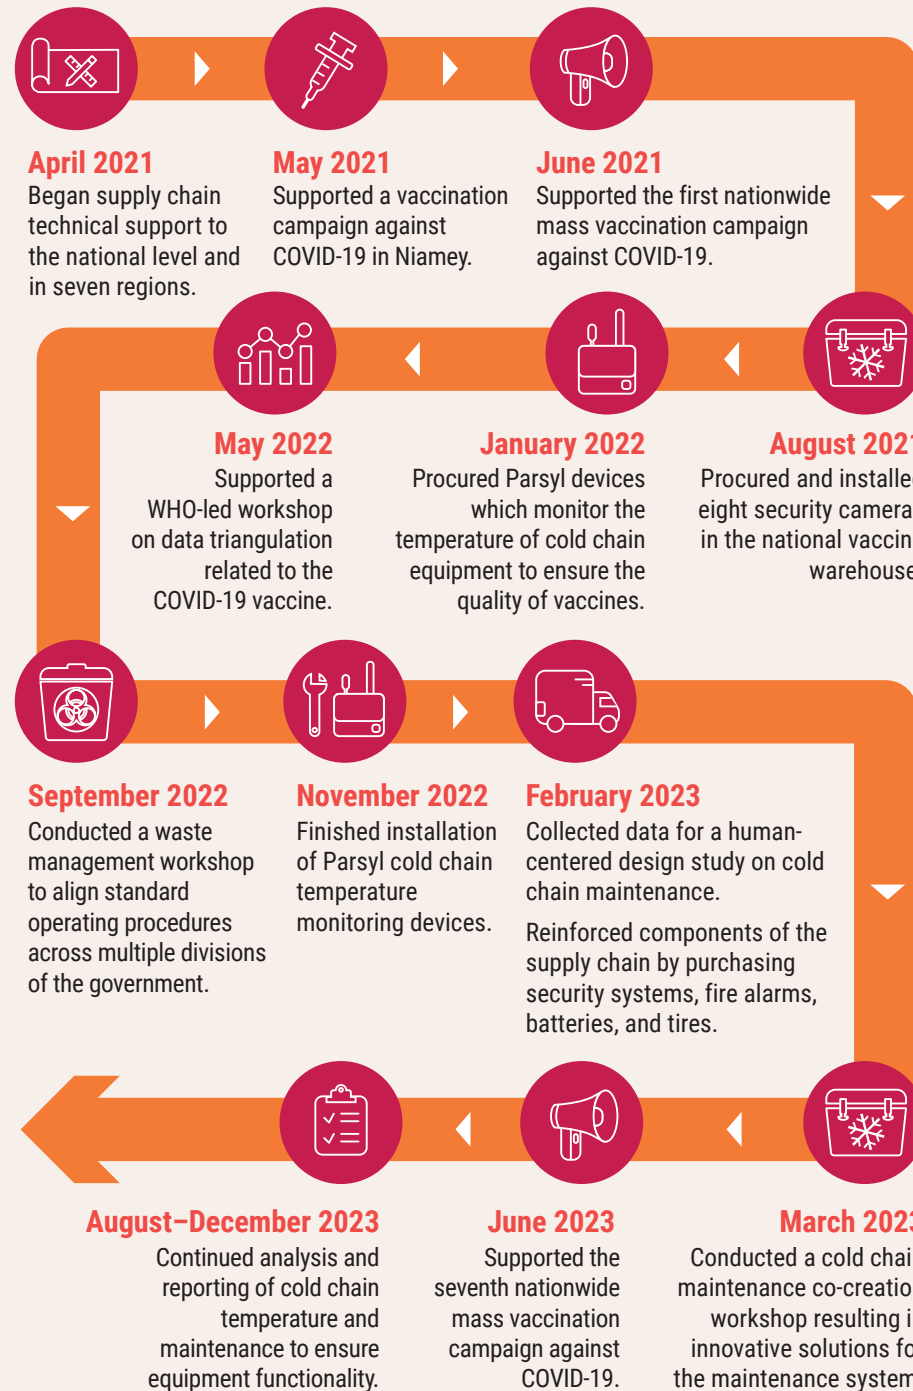 April 2021
Began supply chain
technical support to
the national level and
in seven regions.
May 2021
Supported a vaccination
campaign against
COVID-19 in Niamey.
June 2021
Supported the first nationwide
mass vaccination campaign
against COVID-19.
August 2021
Procured and installed
eight security camera
in the national vaccin
warehouse
January 2022
Procured Parsyl devices
which monitor the
temperature of cold chain
equipment to ensure the
quality of vaccines.
May 2022
Supported a
WHO-led workshop
on data triangulation
related to the
COVID-19 vaccine.
September 2022
Conducted a waste
management workshop
to align standard
operating procedures
across multiple divisions
of the government.
November 2022
Finished installation
of Parsyl cold chain
temperature
monitoring devices.
February 2023
Collected data for a human-
centered design study on cold
chain maintenance.
Reinforced components of the
supply chain by purchasing
security systems, fire alarms,
batteries, and tires.
March 2023
Conducted a cold chai
maintenance co-creation
workshop resulting i
innovative solutions fo
the maintenance system
June 2023
Supported the
seventh nationwide
mass vaccination
campaign against
COVID-19.
August–December 2023
Continued analysis and
reporting of cold chain
temperature and
maintenance to ensure
equipment functionality.